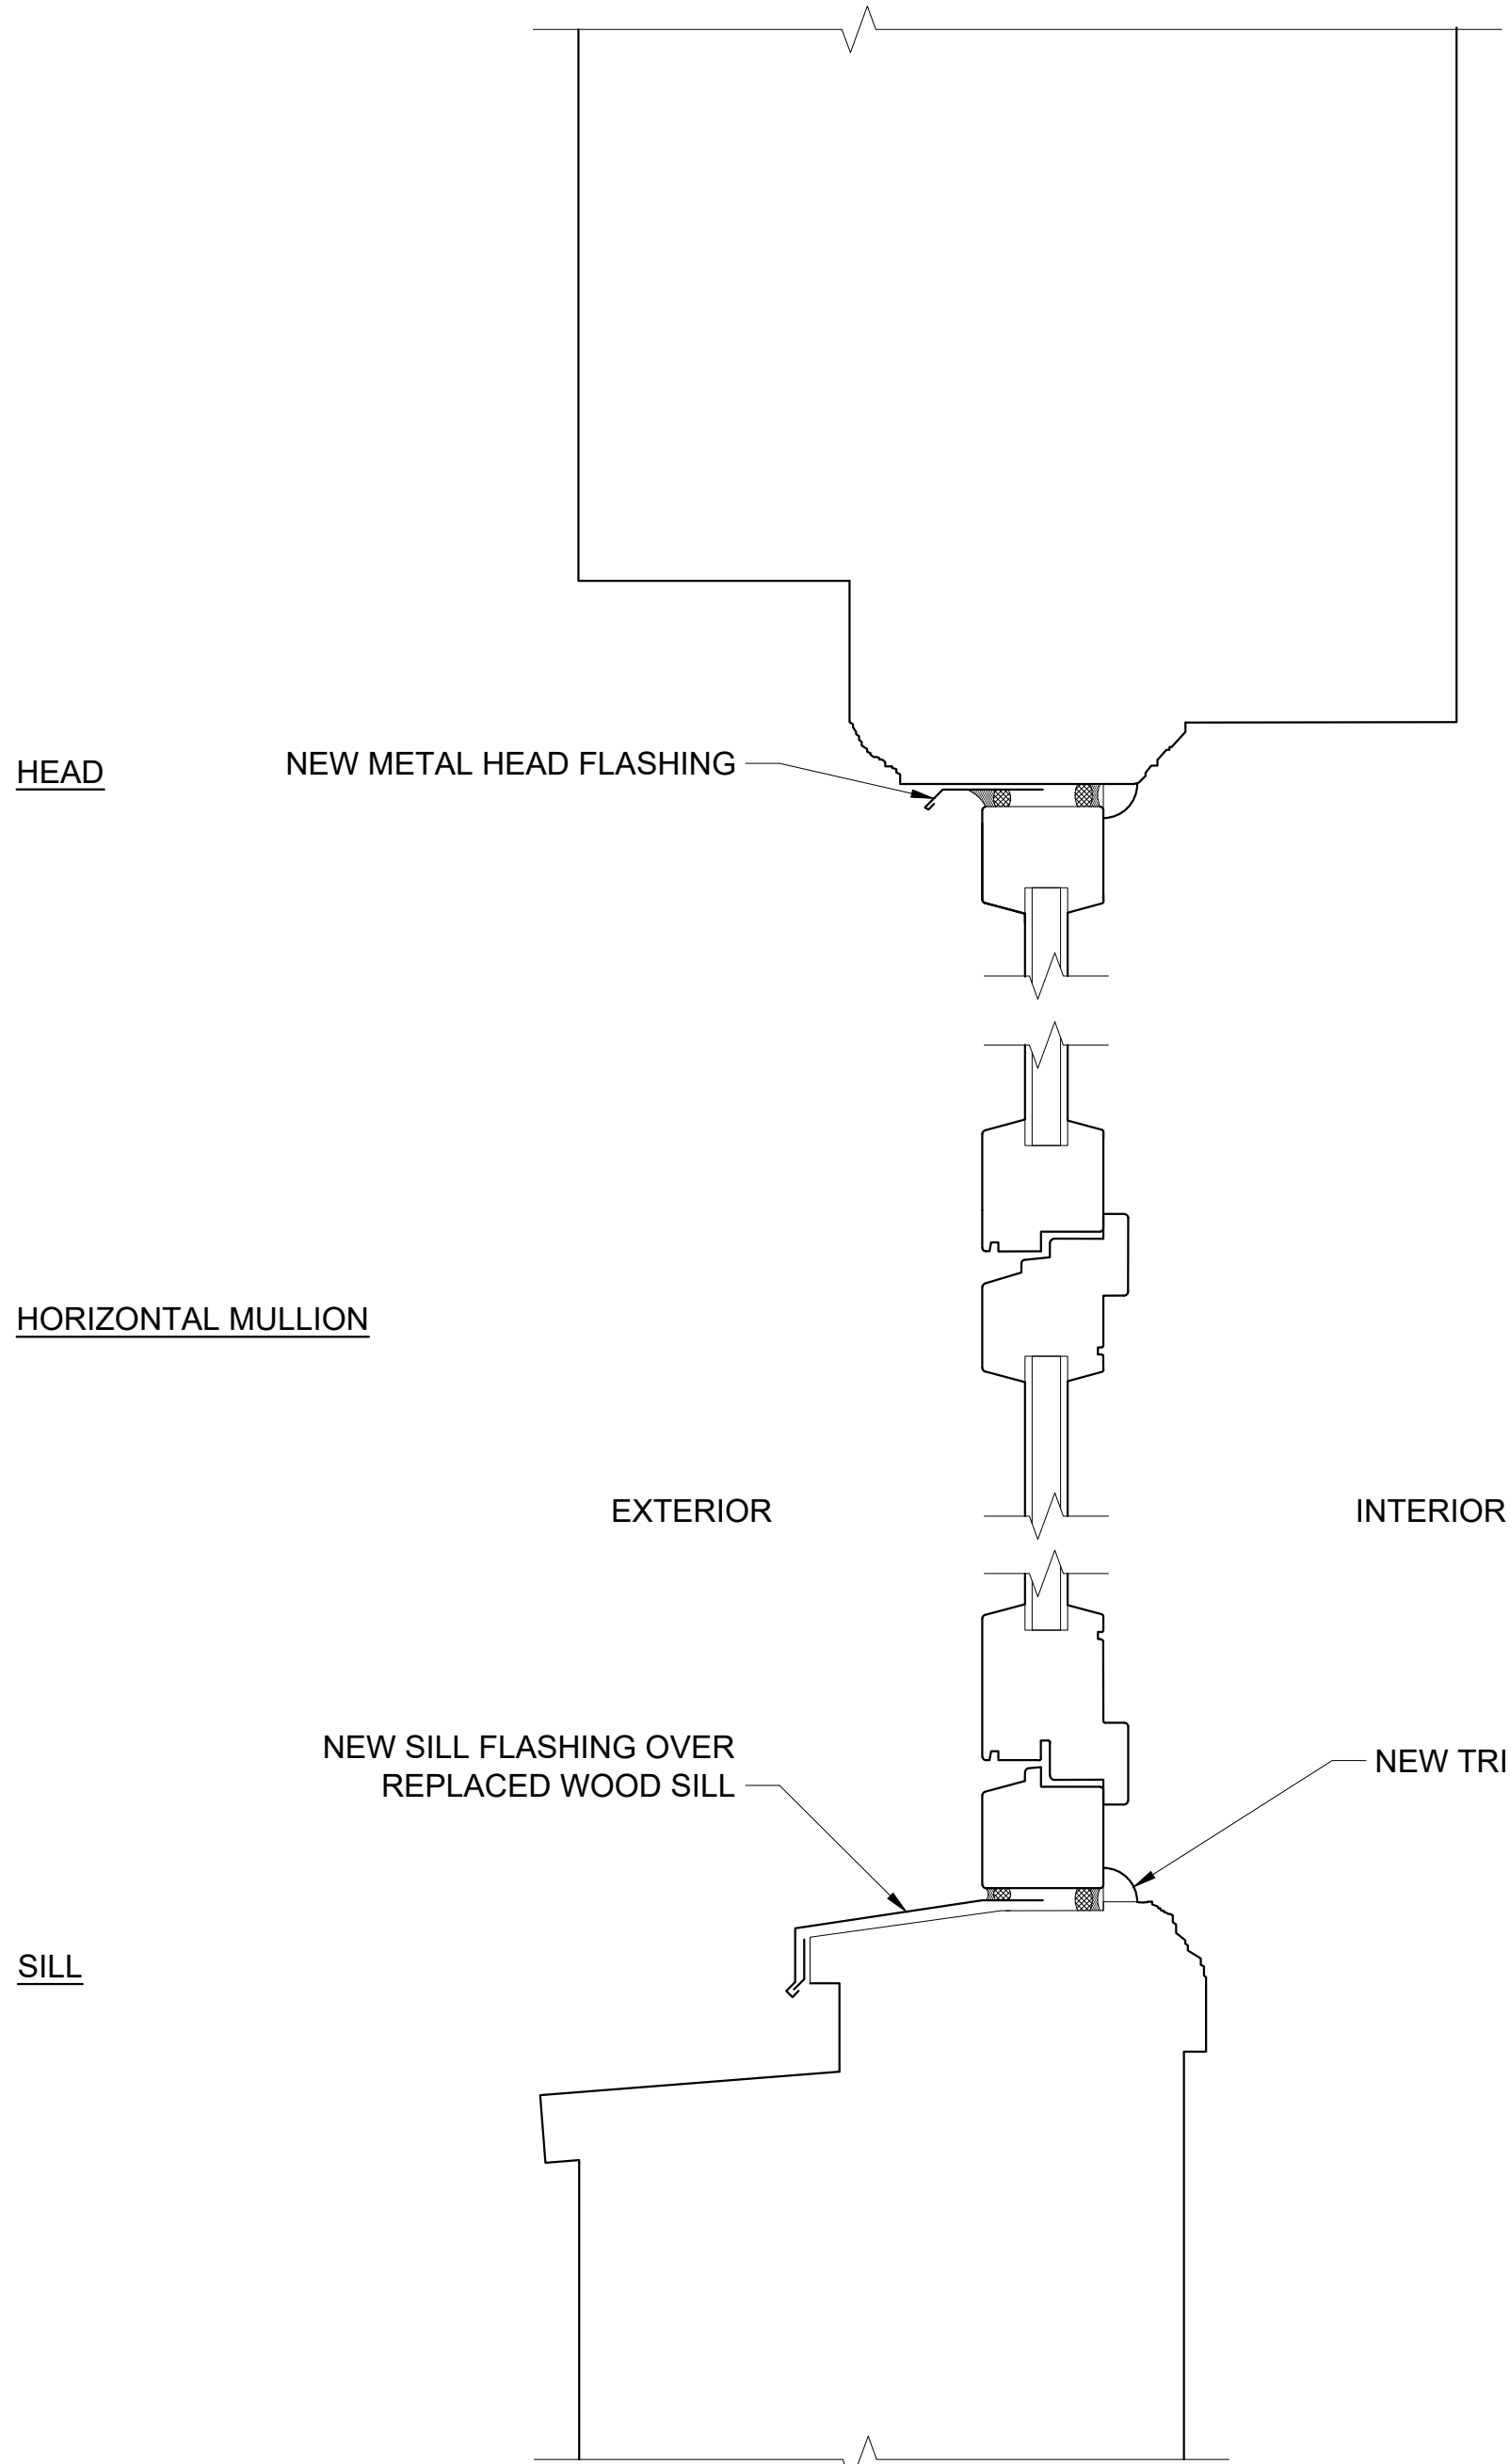 HEAD
NEW METAL HEAD FLASHING
HORIZONTAL MULLION
EXTERIOR
INTERIOR
NEW SILL FLASHING OVER
REPLACED WOOD SILL
NEW TRI
SILL